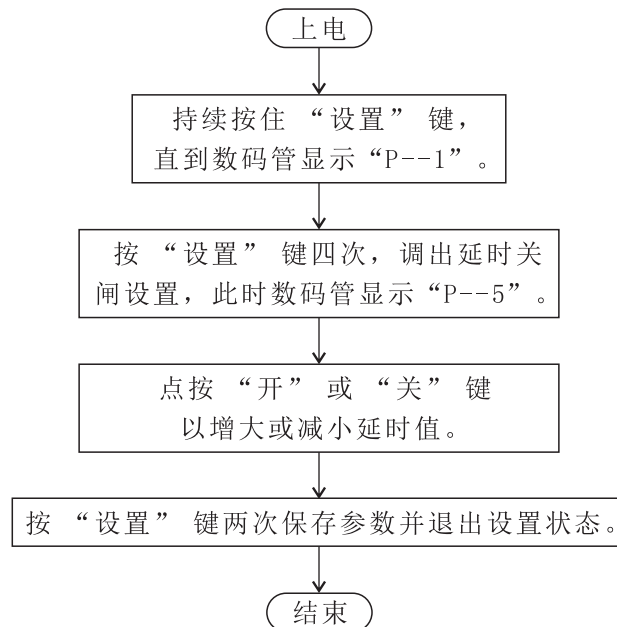 上电
持续按住 “设置” 键，
直到数码管显示“P--1”。
按 “设置” 键四次，调出延时关
闸设置，此时数码管显示“P--5”。
点按 “开” 或 “关” 键
以增大或减小延时值。
按 “设置” 键两次保存参数并退出设置状态。
结束